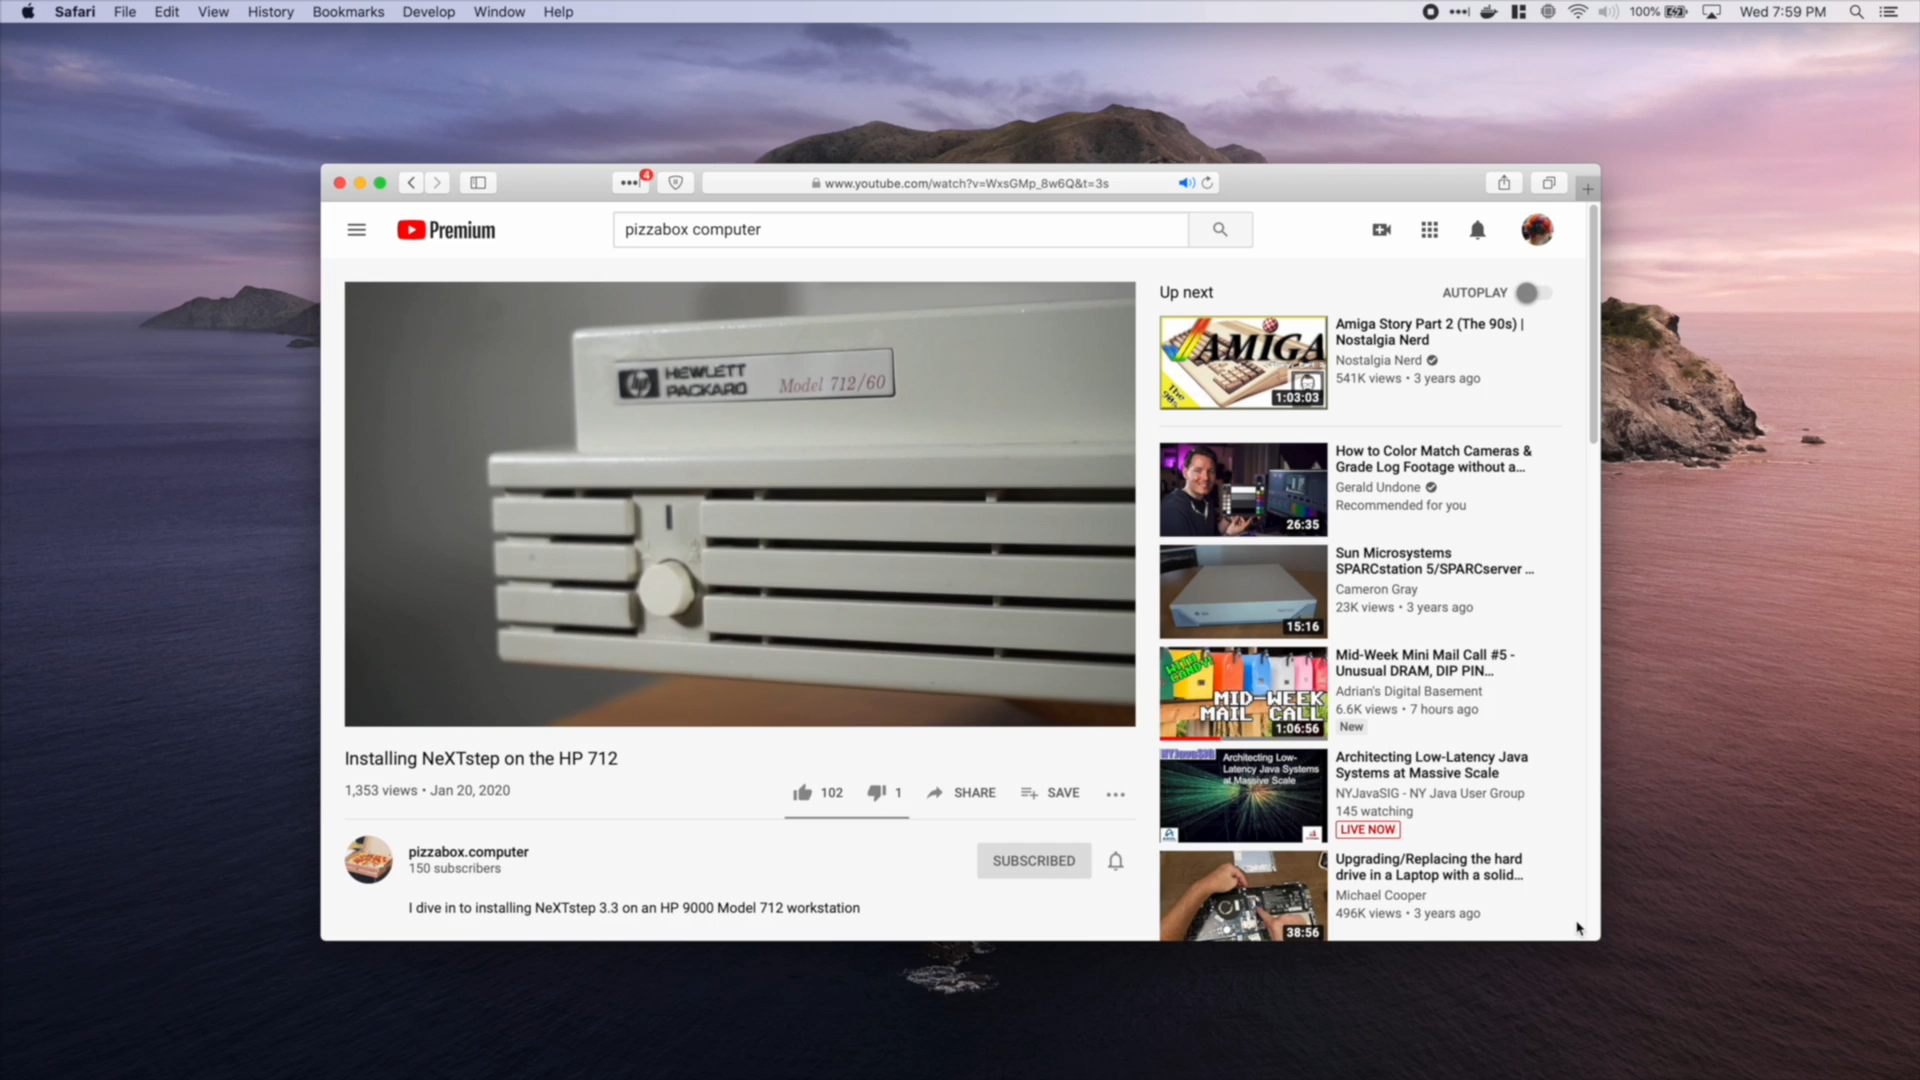 Safari File Edit View History Bookmarks Develop Window Help
100% Wed 7:59 PM
4
www.youtube.com/watch?v=WxsGMp_8w6Q&t=3s
Premium
pizzabox computer
hp HEWLETT PACKARD Model 712/60
Installing NeXTstep on the HP 712
1,353 views • Jan 20, 2020
102 1 SHARE SAVE
pizzabox.computer
150 subscribers
SUBSCRIBED
I dive in to installing NeXTstep 3.3 on an HP 9000 Model 712 workstation
Up next
AUTOPLAY
AMIGA
The 90s
1:03:03
Amiga Story Part 2 (The 90s) |
Nostalgia Nerd
Nostalgia Nerd
541K views • 3 years ago
26:35
How to Color Match Cameras &
Grade Log Footage without a...
Gerald Undone
Recommended for you
15:16
Sun Microsystems
SPARCstation 5/SPARCserver ...
Cameron Gray
23K views • 3 years ago
WITH CANDY!
MID-WEEK
MAIL CALL
1:06:56
Mid-Week Mini Mail Call #5 -
Unusual DRAM, DIP PIN...
Adrian's Digital Basement
6.6K views • 7 hours ago
New
NYJavaSIG
Architecting Low-
Latency Java Systems
at Massive Scale
Architecting Low-Latency Java
Systems at Massive Scale
NYJavaSIG - NY Java User Group
145 watching
LIVE NOW
38:56
Upgrading/Replacing the hard
drive in a Laptop with a solid...
Michael Cooper
496K views • 3 years ago